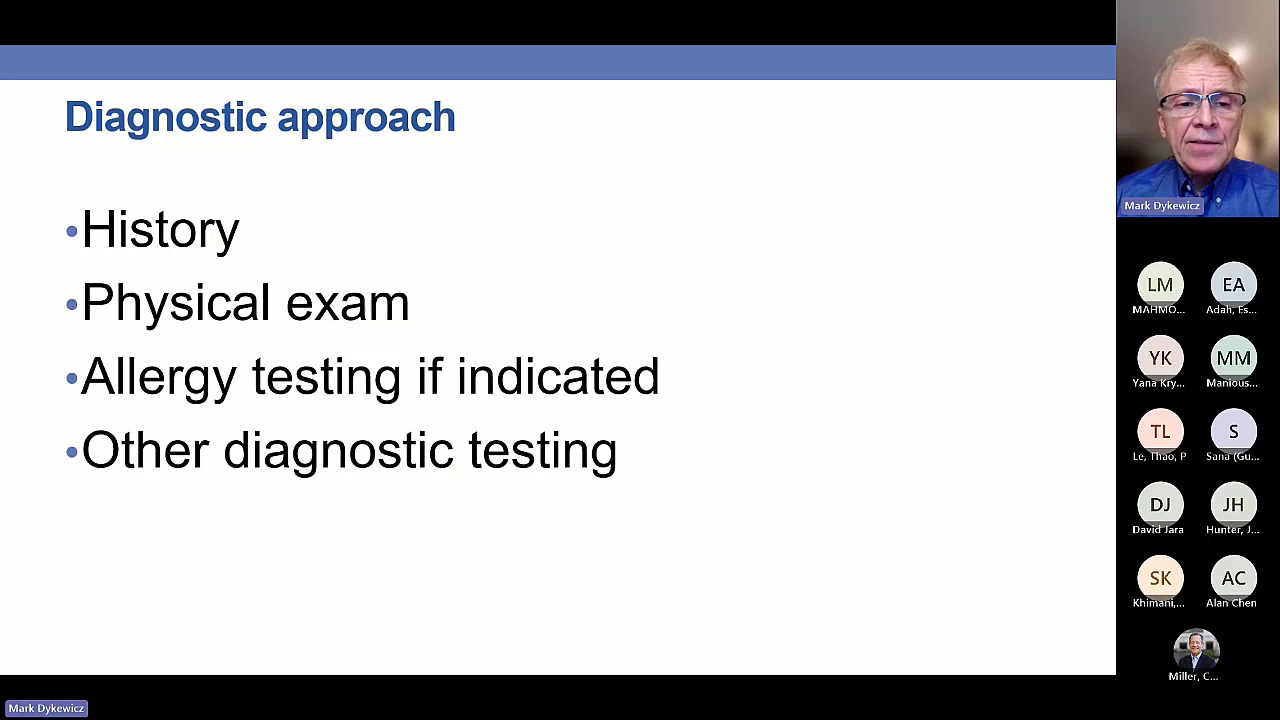 Diagnostic approach
•History
•Physical exam
•Allergy testing if indicated
•Other diagnostic testing
Mark Dykewicz
LM
EA
MAHMO...
Adah, Es...
YK
MM
Yana Kry...
Manious...
TL
S
Le, Thao, P
Sana (Gu...
DJ
JH
David Jara
Hunter, J...
SK
AC
Khimani,...
Alan Chen
Miller, C...
Mark Dykewicz